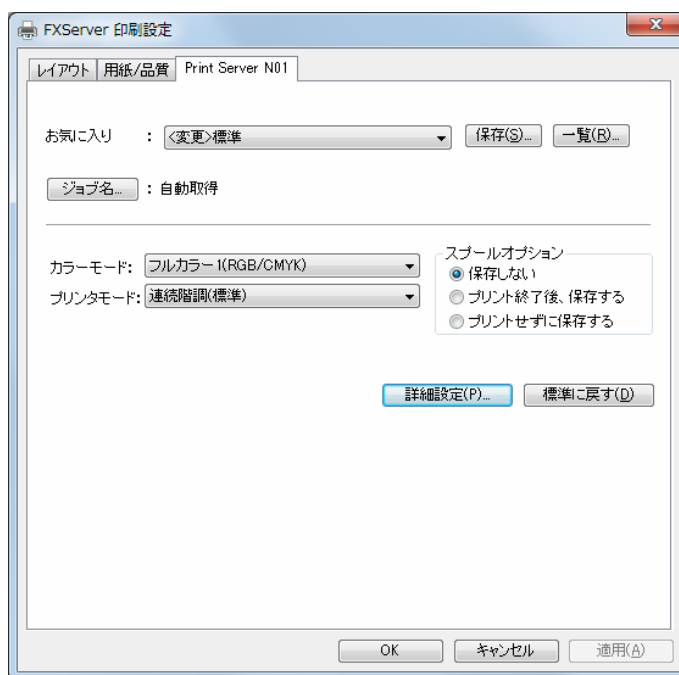 FXServer 印刷設定
レイアウト 用紙/品質 Print Server N01
お気に入り : <変更>標準 保存(S)... 一覧(R)...
ジョブ名... : 自動取得
カラーモード: フルカラー1(RGB/CMYK)
プリンタモード: 連続階調(標準)
スプールオプション
保存しない
プリント終了後、保存する
プリントせずに保存する
詳細設定(P)... 標準に戻す(D)
OK キャンセル 適用(A)